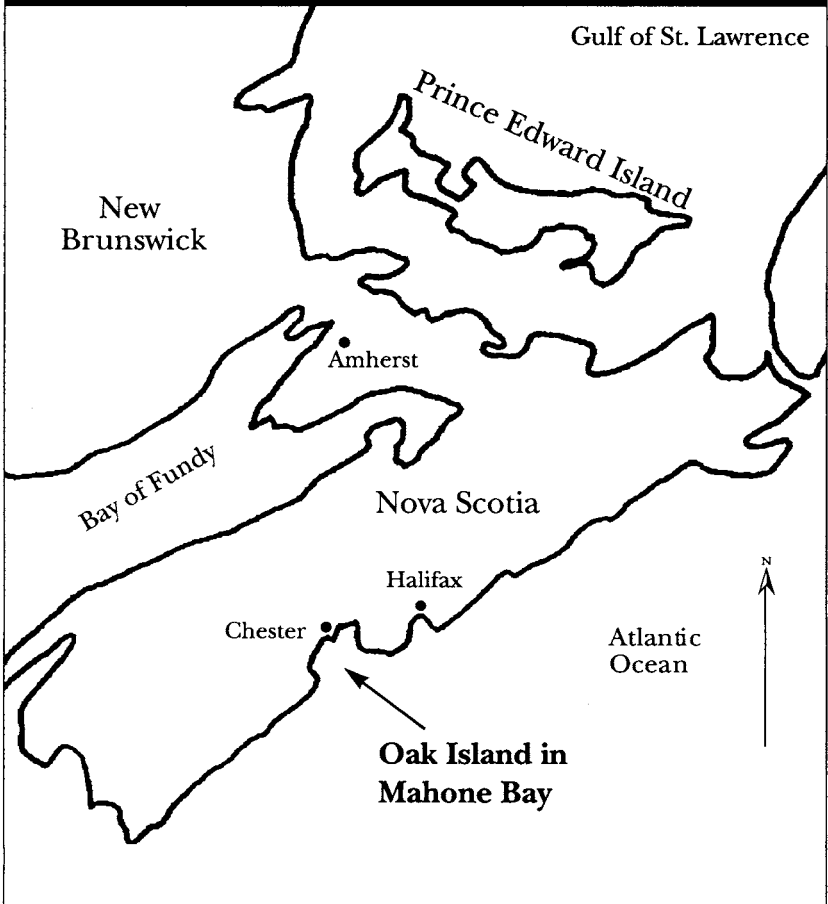 Gulf of St. Lawrence
Prince Edward Island
New
Brunswick
Amherst
Bay of Fundy
Nova Scotia
Halifax
Chester
N
Atlantic
Ocean
Oak Island in
Mahone Bay